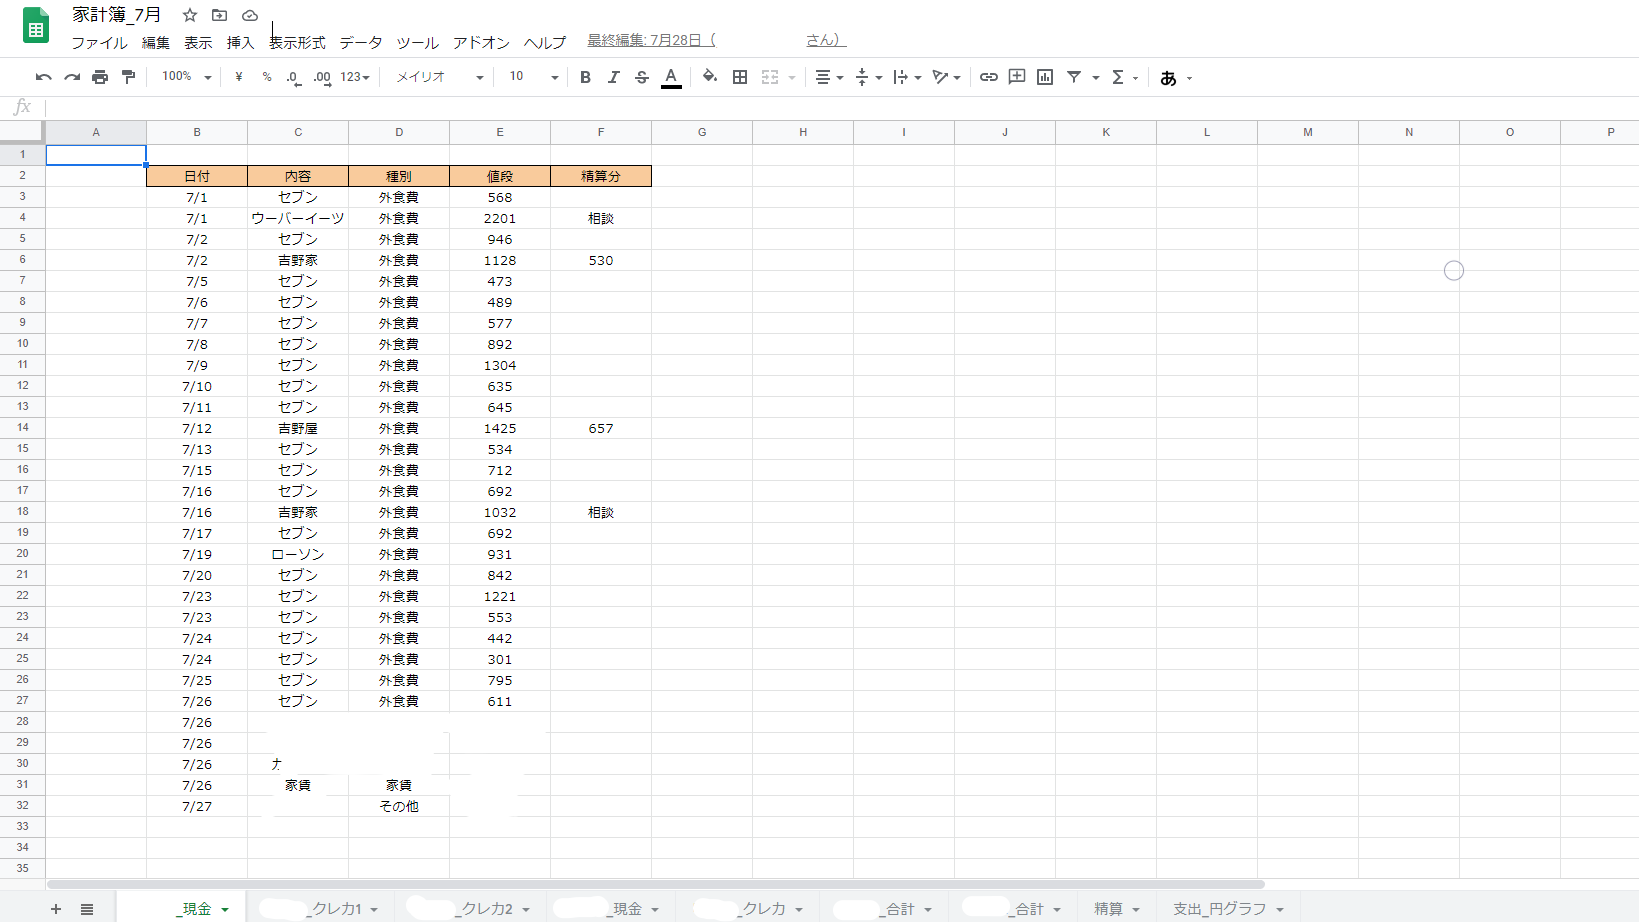 家計簿_7月
ファイル 編集 表示 挿入 表示形式 データ ツール アドオン ヘルプ 最終編集: 7月28日（ さん）
100% ¥ % .0 .00 123 メイリオ 10 B I S A Σ あ
fx
A B C D E F G H I J K L M N O P
1
2 日付 内容 種別 値段 精算分
3 7/1 セブン 外食費 568
4 7/1 ウーバーイーツ 外食費 2201 相談
5 7/2 セブン 外食費 946
6 7/2 吉野家 外食費 1128 530
7 7/5 セブン 外食費 473
8 7/6 セブン 外食費 489
9 7/7 セブン 外食費 577
10 7/8 セブン 外食費 892
11 7/9 セブン 外食費 1304
12 7/10 セブン 外食費 635
13 7/11 セブン 外食費 645
14 7/12 吉野屋 外食費 1425 657
15 7/13 セブン 外食費 534
16 7/15 セブン 外食費 712
17 7/16 セブン 外食費 692
18 7/16 吉野家 外食費 1032 相談
19 7/17 セブン 外食費 692
20 7/19 ローソン 外食費 931
21 7/20 セブン 外食費 842
22 7/23 セブン 外食費 1221
23 7/23 セブン 外食費 553
24 7/24 セブン 外食費 442
25 7/24 セブン 外食費 301
26 7/25 セブン 外食費 795
27 7/26 セブン 外食費 611
28 7/26
29 7/26
30 7/26
31 7/26 家賃 家賃
32 7/27 その他
33
34
35
_現金 _クレカ1 _クレカ2 _現金 _クレカ _合計 _合計 精算 支出_円グラフ